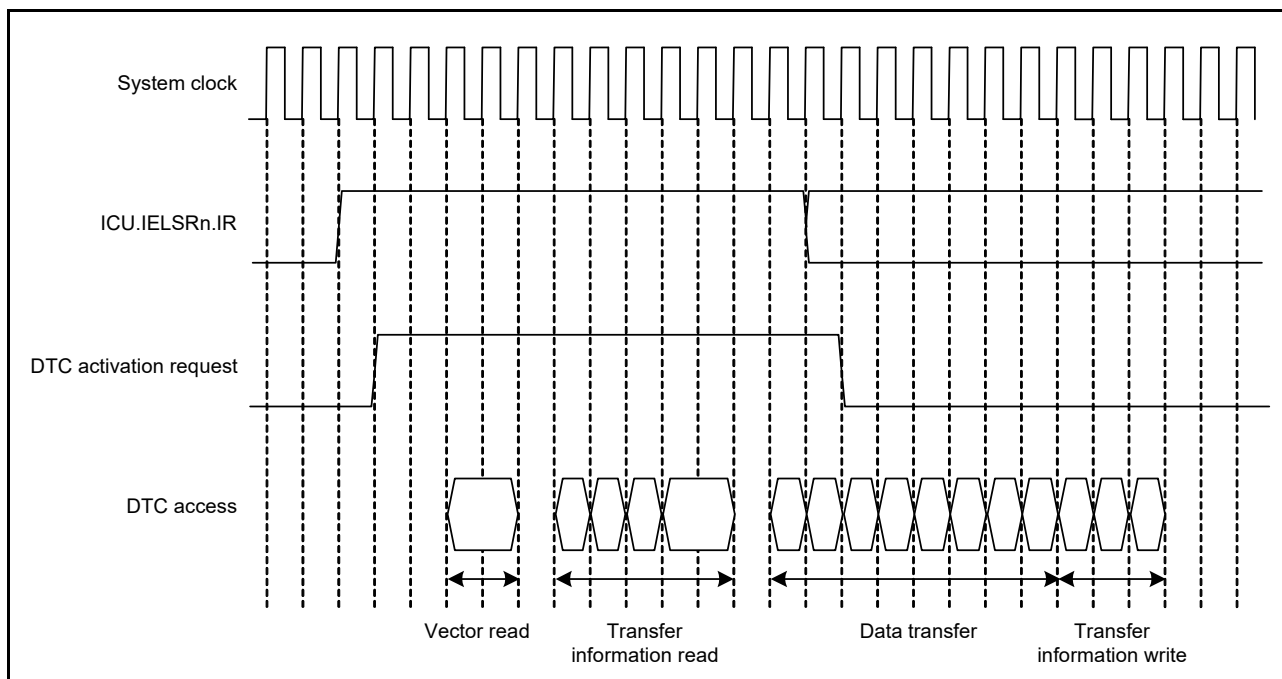 System clock
ICU.IELSRn.IR
DTC activation request
DTC access
Vector read
Transfer
information read
Data transfer
Transfer
information write